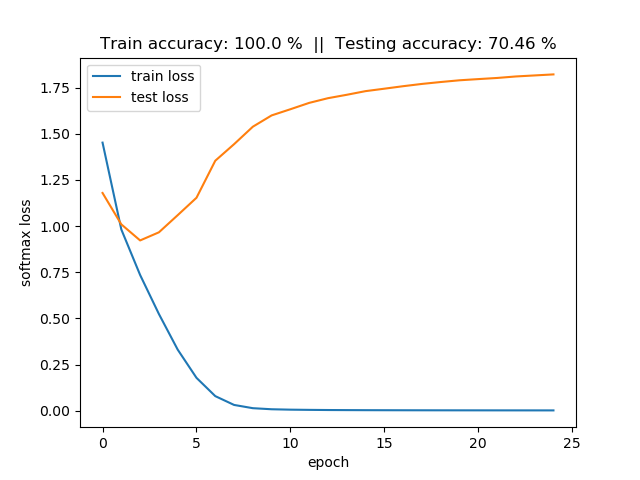 Train accuracy: 100.0 %  ||  Testing accuracy: 70.46 %
train loss
test loss
1.75
1.50
1.25
1.00
0.75
0.50
0.25
0.00
softmax loss
0 5 10 15 20 25
epoch